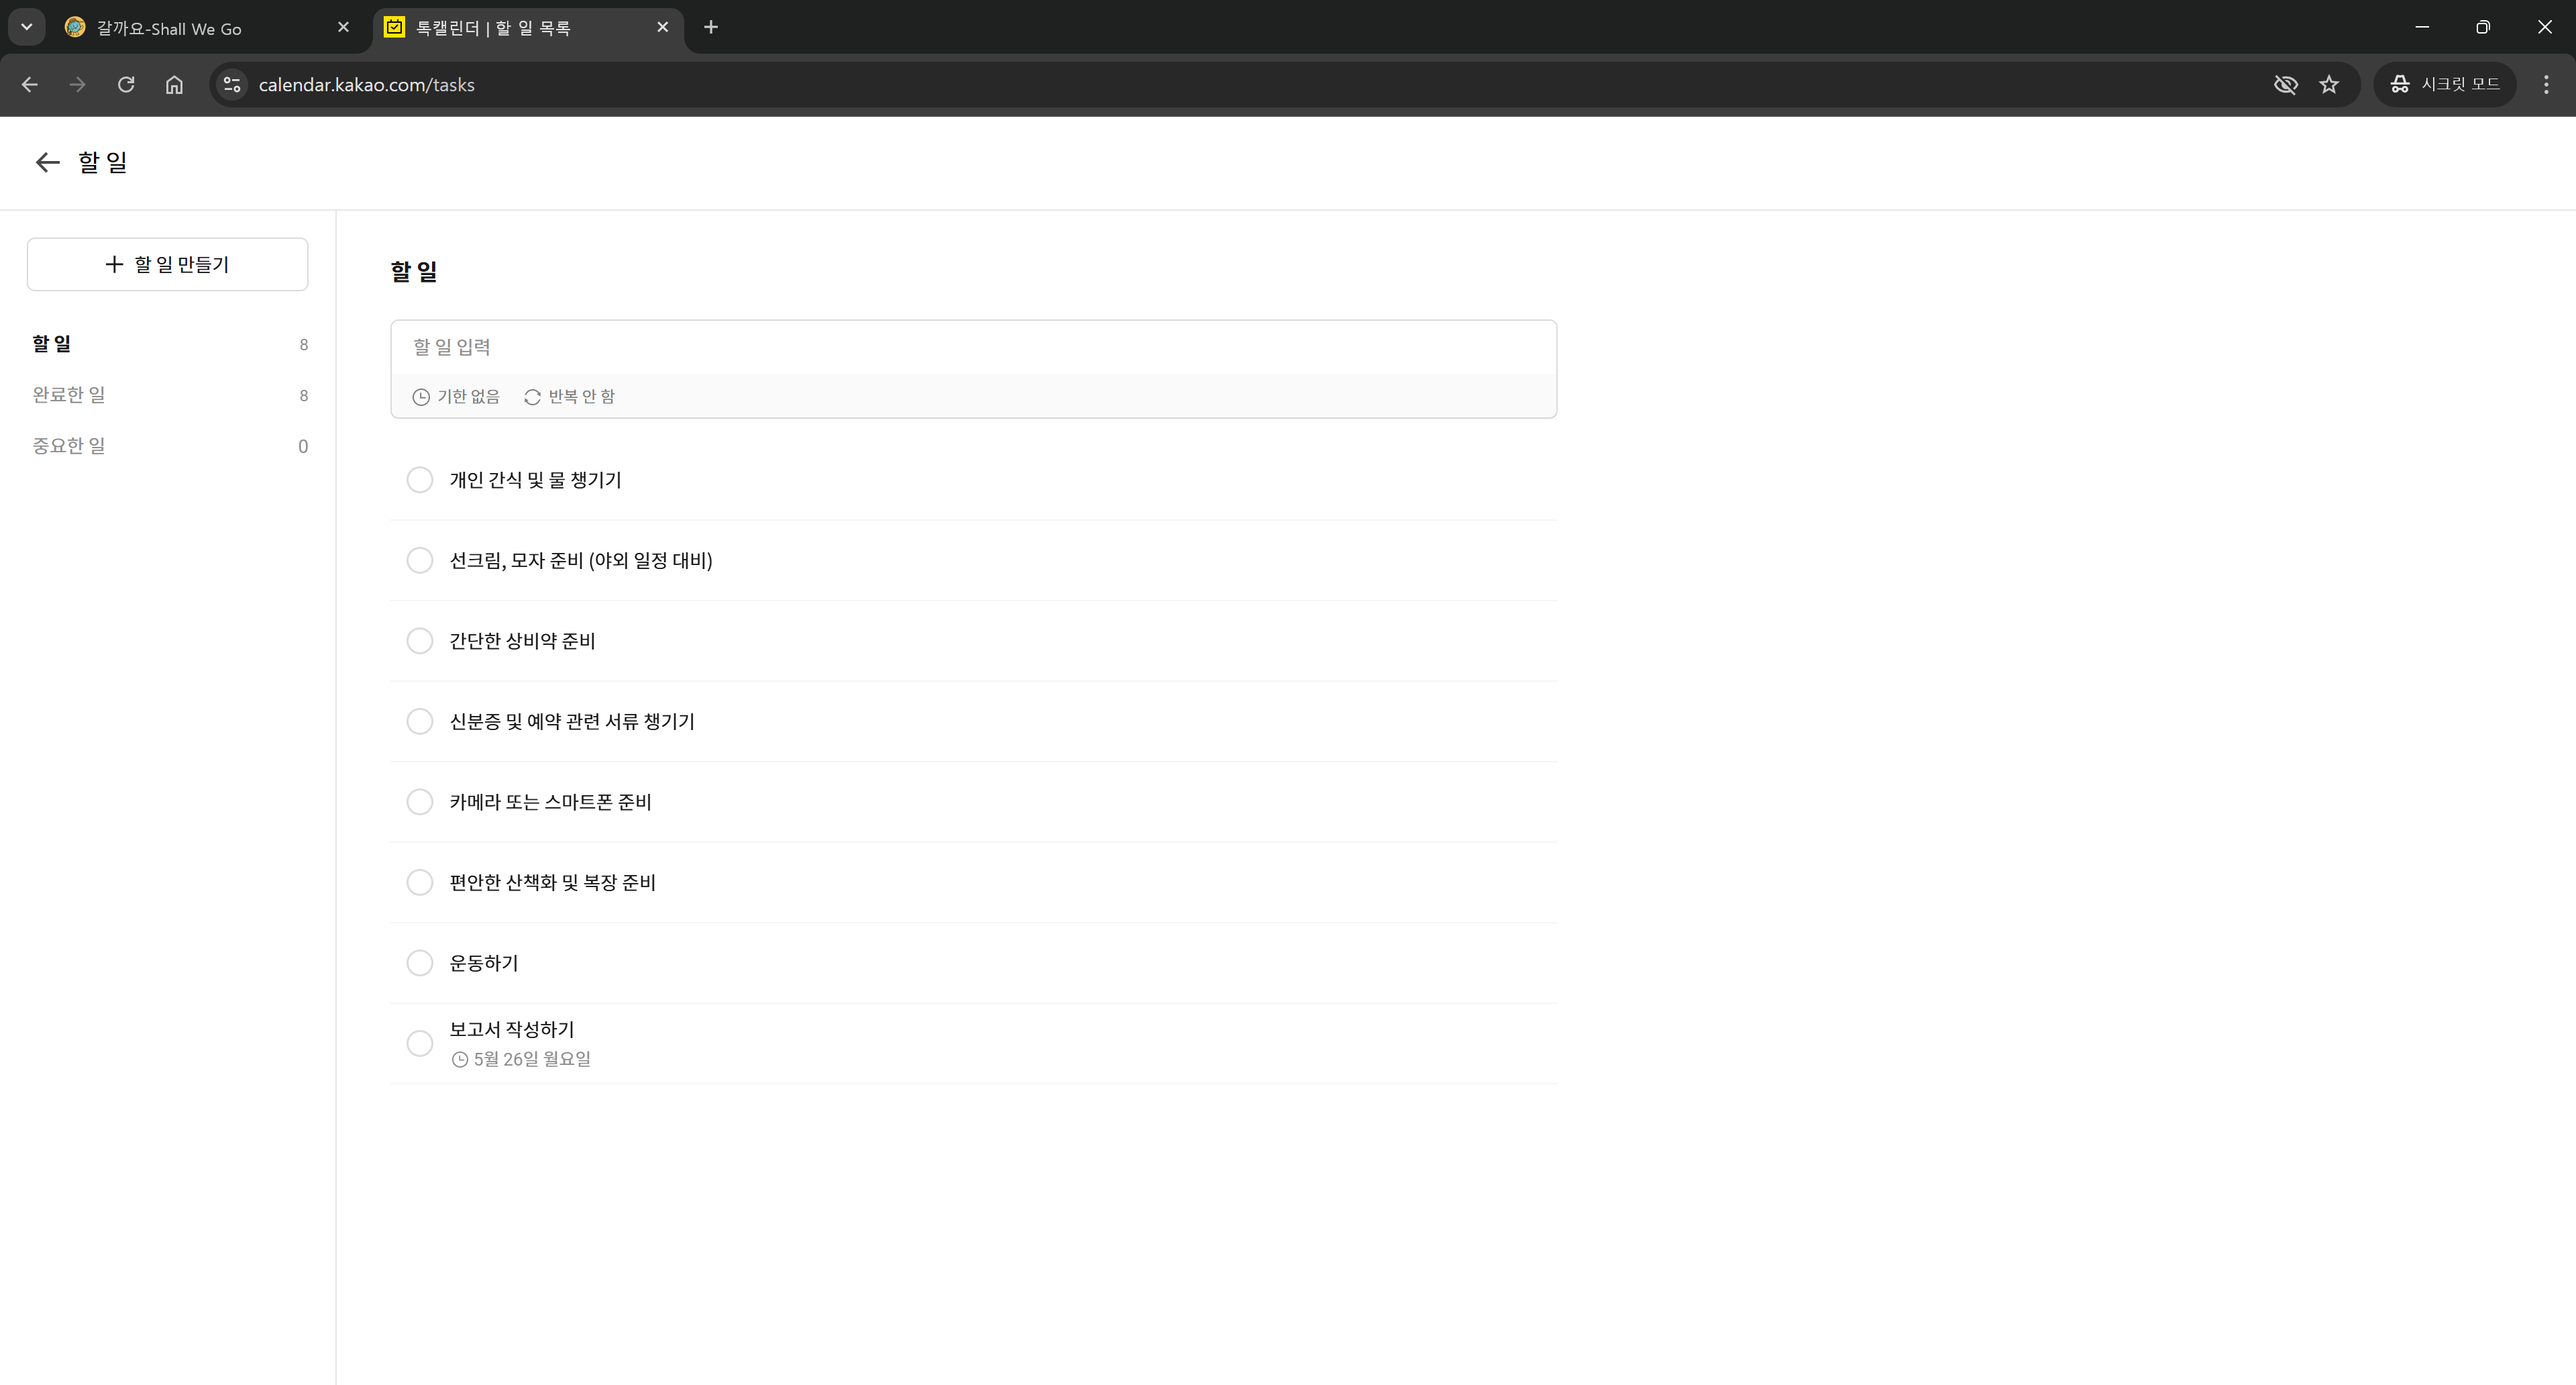 갈까요-Shall We Go
톡캘린더 | 할 일 목록
calendar.kakao.com/tasks
시크릿 모드
할 일
할 일 만들기
할 일 8
완료한 일 8
중요한 일 0
할 일
할 일 입력
기한 없음 반복 안 함
개인 간식 및 물 챙기기
선크림, 모자 준비 (야외 일정 대비)
간단한 상비약 준비
신분증 및 예약 관련 서류 챙기기
카메라 또는 스마트폰 준비
편안한 산책화 및 복장 준비
운동하기
보고서 작성하기
5월 26일 월요일